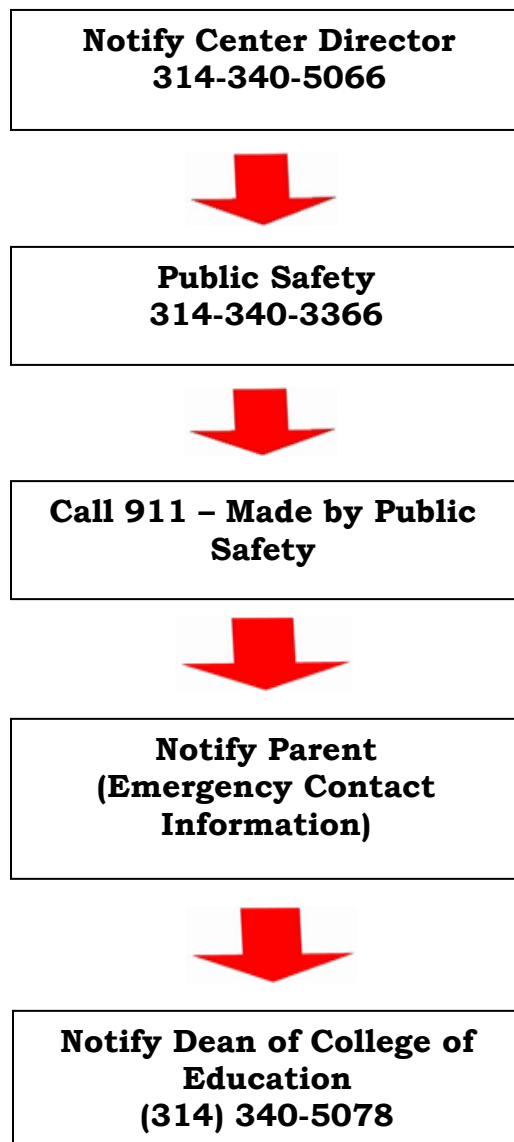 Notify Center Director
314-340-5066
Public Safety
314-340-3366
Call 911 – Made by Public
Safety
Notify Parent
(Emergency Contact
Information)
Notify Dean of College of
Education
(314) 340-5078